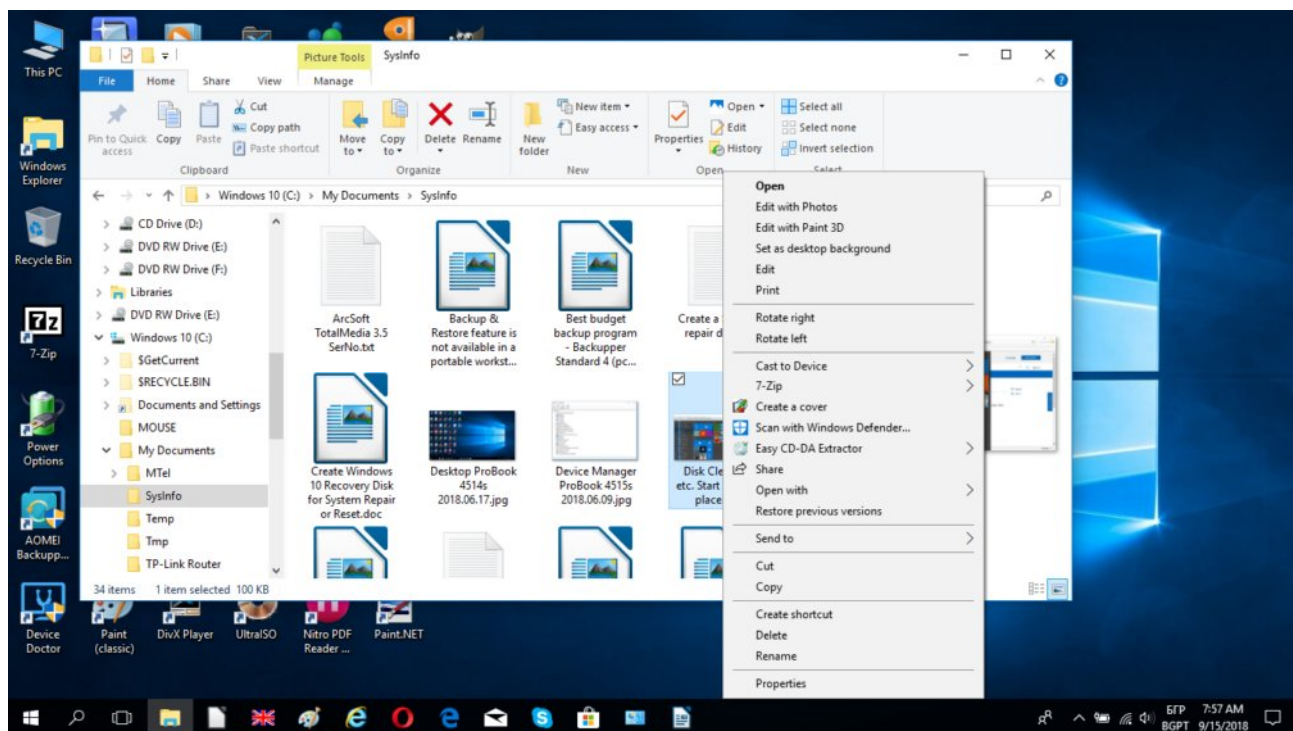 This PC
Windows
Explorer
Recycle Bin
7z
7-Zip
Power
Options
AOMEI
Backupp...
Device
Doctor
Picture Tools SysInfo
File Home Share View Manage
Pin to Quick
access
Copy
Paste
Cut
Copy path
Paste shortcut
Clipboard
Move
to
Copy
to
Delete
Rename
Organize
New
folder
New item
Easy access
New
Properties
Open
Edit
History
Open
Select all
Select none
Invert selection
Select
> Windows 10 (C:) > My Documents > SysInfo
CD Drive (D:)
DVD RW Drive (E:)
DVD RW Drive (F:)
Libraries
DVD RW Drive (E:)
Windows 10 (C:)
$GetCurrent
$RECYCLE.BIN
Documents and Settings
MOUSE
My Documents
MTel
SysInfo
Temp
Tmp
TP-Link Router
ArcSoft
TotalMedia 3.5
SerNo.txt
Backup &
Restore feature is
not available in a
portable workst...
Best budget
backup program
- Backupper
Standard 4 (pc...
Create a
repair d
Create Windows
10 Recovery Disk
for System Repair
or Reset.doc
Desktop ProBook
4514s
2018.06.17.jpg
Device Manager
ProBook 4515s
2018.06.09.jpg
Disk Cle
etc. Start
place
34 items 1 item selected 100 KB
Open
Edit with Photos
Edit with Paint 3D
Set as desktop background
Edit
Print
Rotate right
Rotate left
Cast to Device
7-Zip
Create a cover
Scan with Windows Defender...
Easy CD-DA Extractor
Share
Open with
Restore previous versions
Send to
Cut
Copy
Create shortcut
Delete
Rename
Properties
Paint
(classic)
DivX Player
UltraISO
Nitro PDF
Reader ...
Paint.NET
БГР
BGPT
7:57 AM
9/15/2018